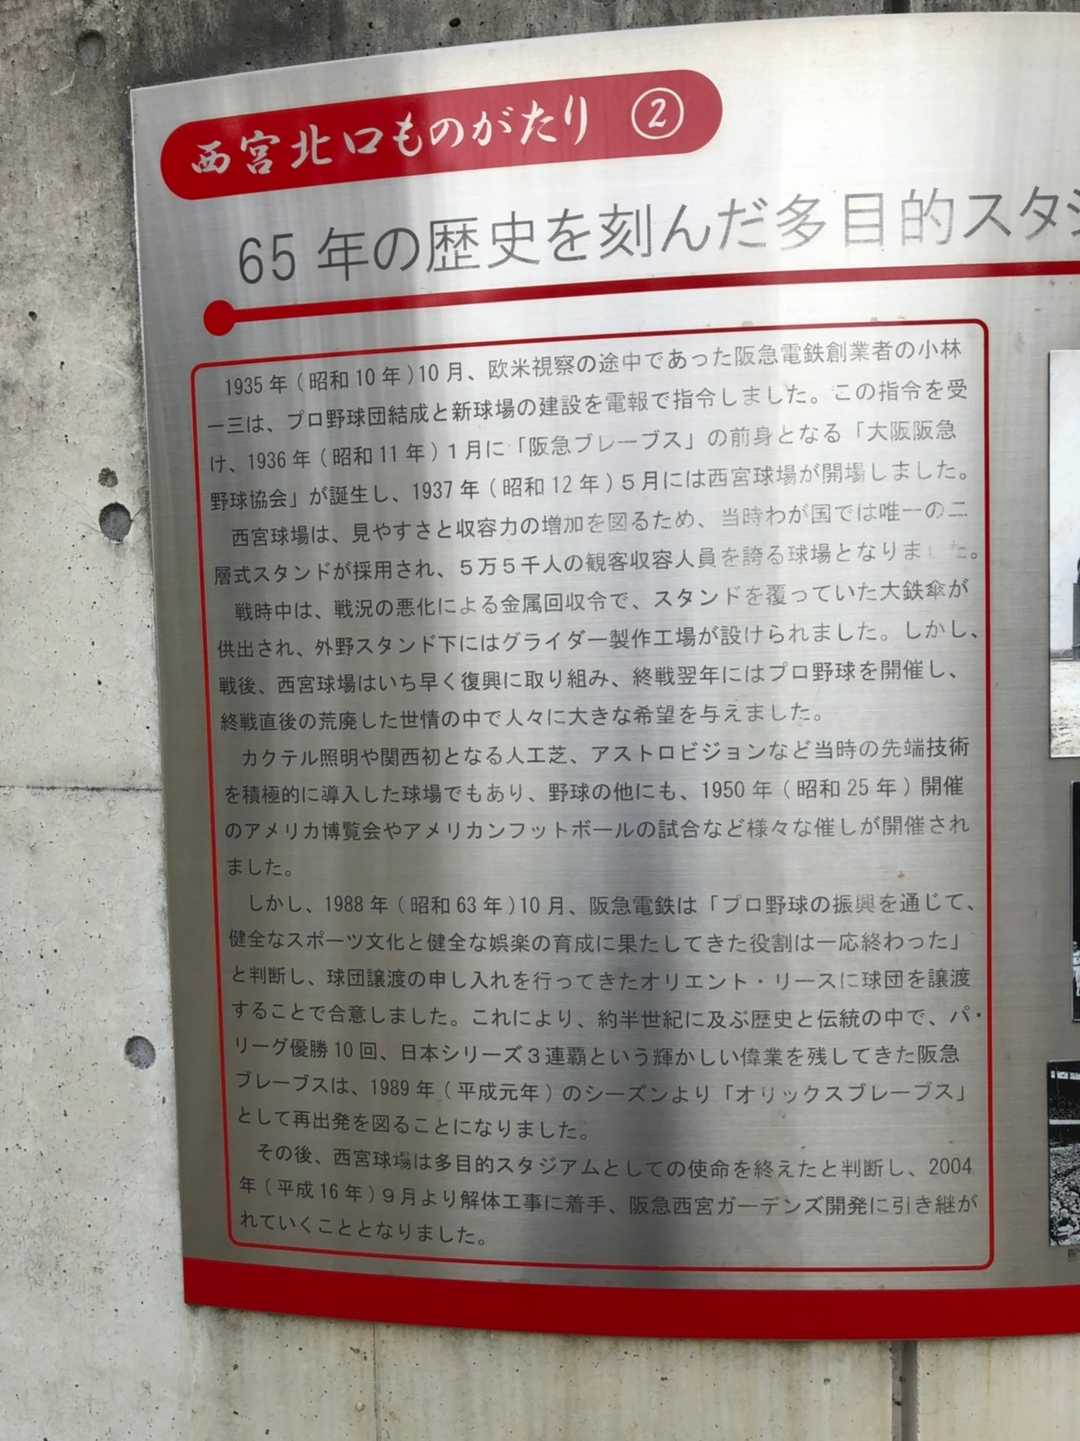 西宮北口ものがたり ②
65年の歴史を刻んだ多目的スタジ
1935年(昭和10年)10月、欧米視察の途中であった阪急電鉄創業者の小林
一三は、プロ野球団結成と新球場の建設を電報で指令しました。この指令を受
け、1936年(昭和11年)1月に「阪急ブレーブス」の前身となる「大阪阪急
野球協会」が誕生し、1937年(昭和12年)5月には西宮球場が開場しました。
西宮球場は、見やすさと収容力の増加を図るため、当時わが国では唯一の二
層式スタンドが採用され、5万5千人の観客収容人員を誇る球場となりました。
戦時中は、戦況の悪化による金属回収令で、スタンドを覆っていた大鉄傘が
供出され、外野スタンド下にはグライダー製作工場が設けられました。しかし、
戦後、西宮球場はいち早く復興に取り組み、終戦翌年にはプロ野球を開催し、
終戦直後の荒廃した世情の中で人々に大きな希望を与えました。
カクテル照明や関西初となる人工芝、アストロビジョンなど当時の先端技術
を積極的に導入した球場でもあり、野球の他にも、1950年(昭和25年)開催
のアメリカ博覧会やアメリカンフットボールの試合など様々な催しが開催され
ました。
しかし、1988年(昭和63年)10月、阪急電鉄は「プロ野球の振興を通じて、
健全なスポーツ文化と健全な娯楽の育成に果たしてきた役割は一応終わった」
と判断し、球団譲渡の申し入れを行ってきたオリエント・リースに球団を譲渡
することで合意しました。これにより、約半世紀に及ぶ歴史と伝統の中で、パ・
リーグ優勝10回、日本シリーズ3連覇という輝かしい偉業を残してきた阪急
ブレーブスは、1989年(平成元年)のシーズンより「オリックスブレーブス」
として再出発を図ることになりました。
その後、西宮球場は多目的スタジアムとしての使命を終えたと判断し、2004
年(平成16年)9月より解体工事に着手、阪急西宮ガーデンズ開発に引き継が
れていくこととなりました。